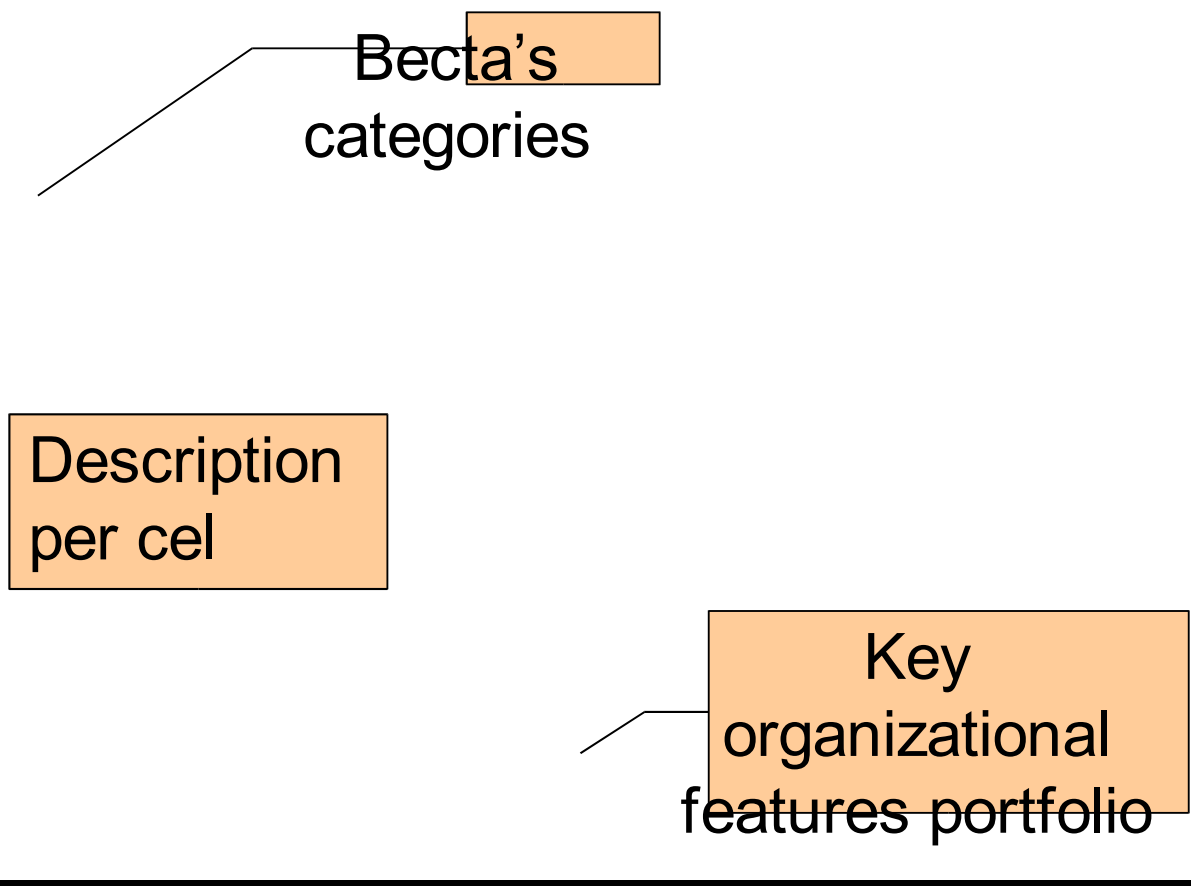 Becta’s
categories
Description
per cel
Key
organizational
features portfolio